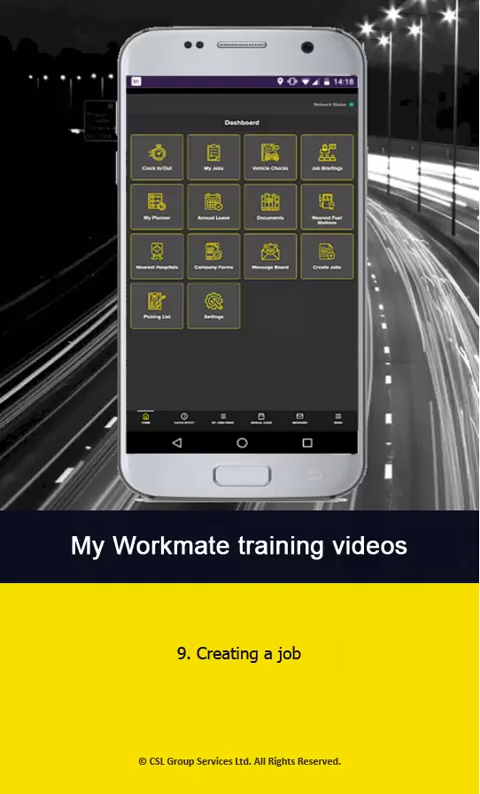 14:18
Network Status
Dashboard
Clock In/Out
My Jobs
Vehicle Checks
Job Briefings
My Planner
Annual Leave
Documents
Nearest Fuel
Stations
Nearest Hospitals
Company Forms
Message Board
Create Jobs
Picking List
Settings
HOME
My Workmate training videos
9. Creating a job
© CSL Group Services Ltd. All Rights Reserved.